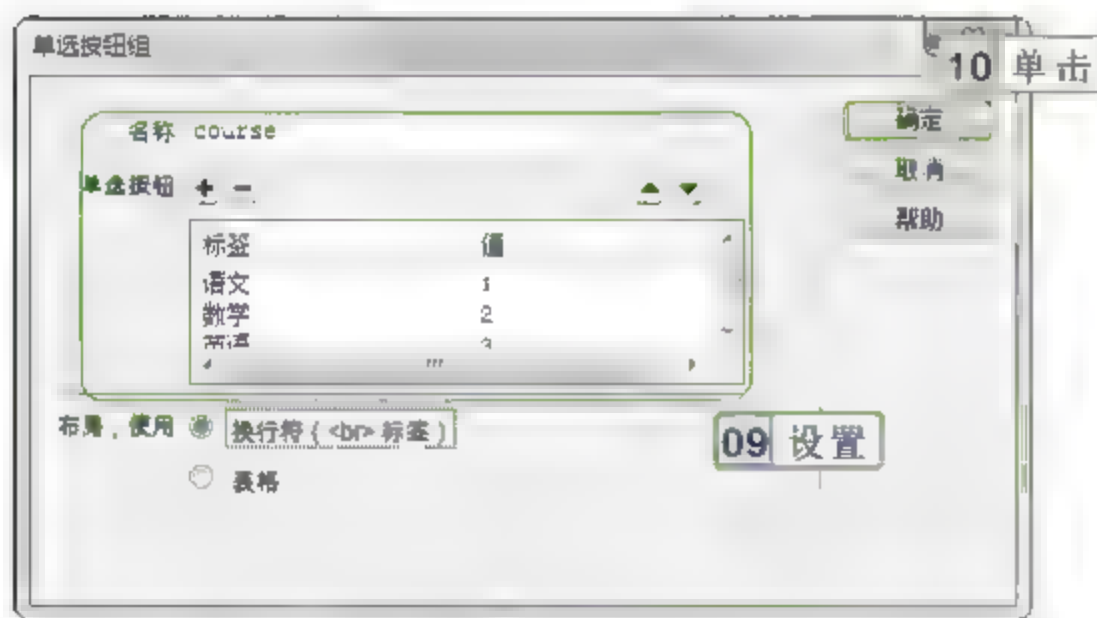 单选按钮组
10 单击
名称 course
确定
单选按钮 + -
取消
帮助
标签 值
语文 1
数学 2
布局，使用 换行符（<br>标签）
表格
09 设置